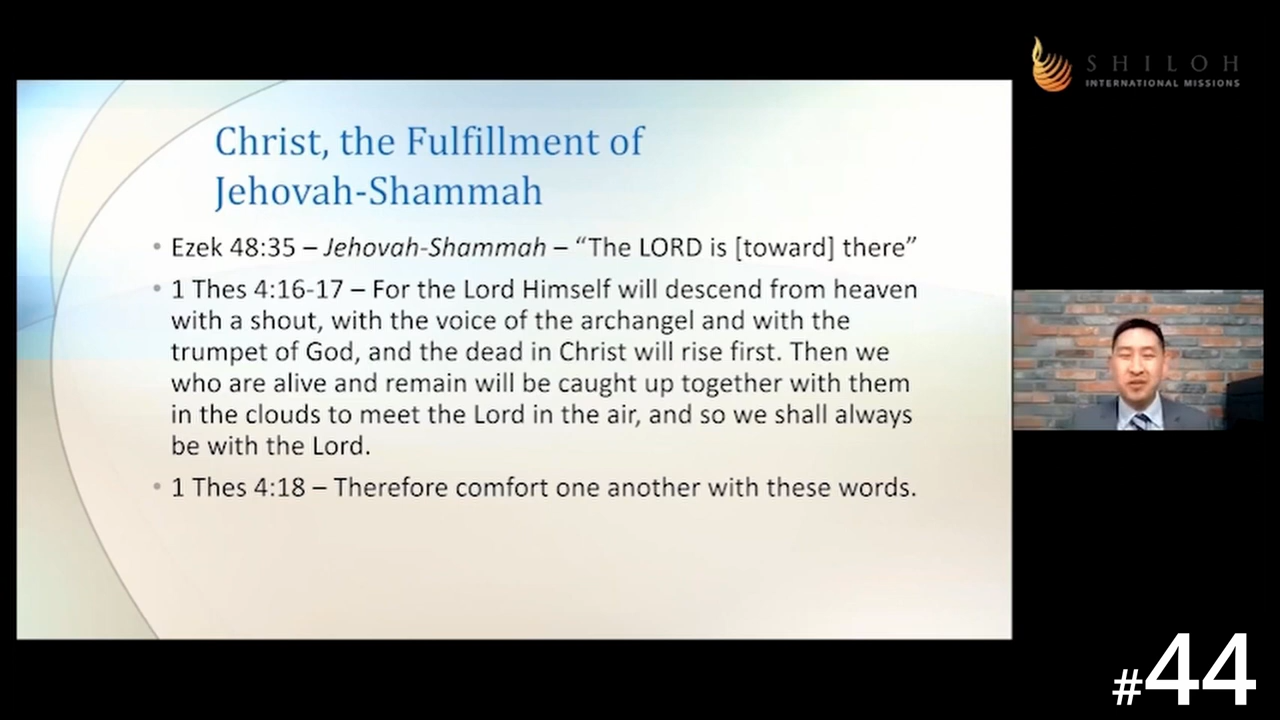 SHILOH
INTERNATIONAL MISSIONS
Christ, the Fulfillment of
Jehovah-Shammah
• Ezek 48:35 – Jehovah-Shammah – “The LORD is [toward] there”
• 1 Thes 4:16-17 – For the Lord Himself will descend from heaven
with a shout, with the voice of the archangel and with the
trumpet of God, and the dead in Christ will rise first. Then we
who are alive and remain will be caught up together with them
in the clouds to meet the Lord in the air, and so we shall always
be with the Lord.
• 1 Thes 4:18 – Therefore comfort one another with these words.
#44